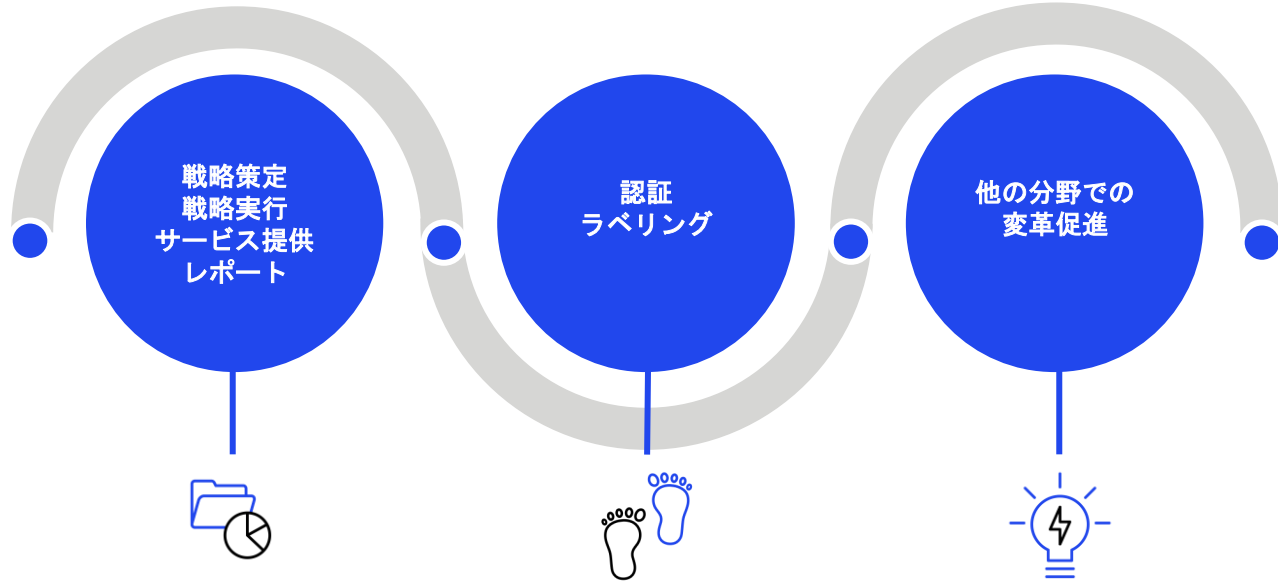 戦略策定
戦略実行
サービス提供
レポート
認証
ラベリング
他の分野での
変革促進